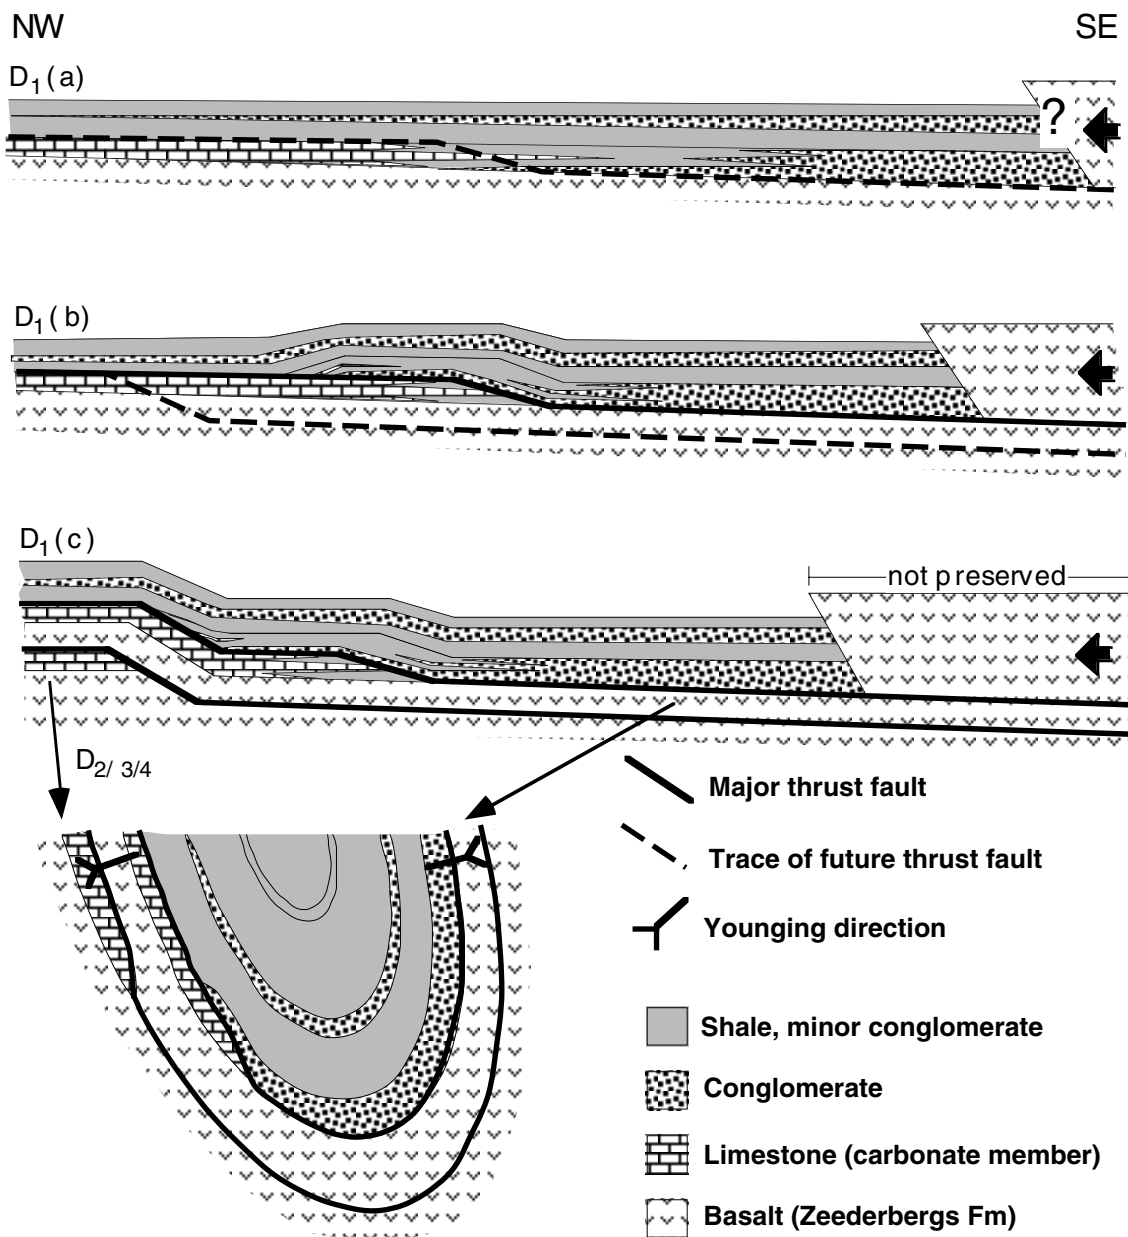 NW
SE
D1(a)
?
D1(b)
D1(c)
not preserved
D2/3/4
Major thrust fault
Trace of future thrust fault
Younging direction
Shale, minor conglomerate
Conglomerate
Limestone (carbonate member)
Basalt (Zeederbergs Fm)